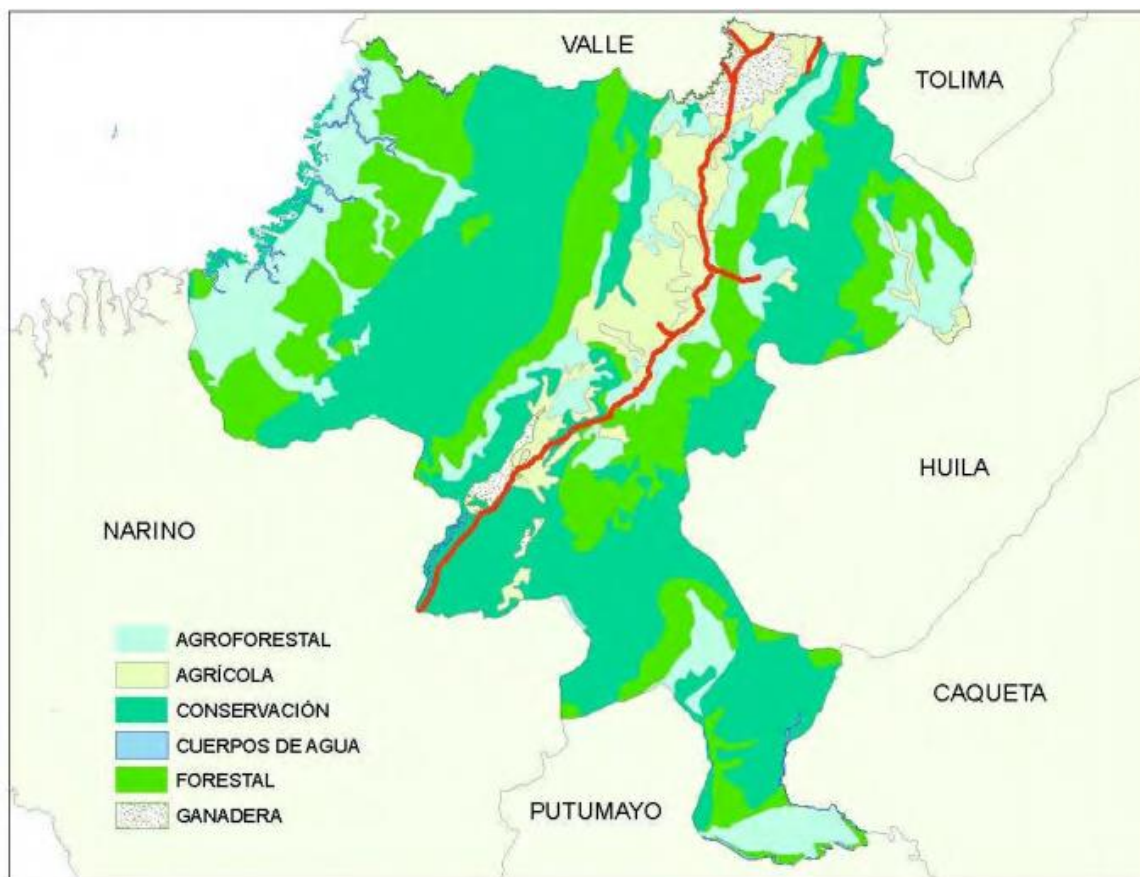 VALLE
TOLIMA
HUILA
NARINO
AGROFORESTAL
AGRÍCOLA
CONSERVACIÓN
CUERPOS DE AGUA
FORESTAL
GANADERA
CAQUETA
PUTUMAYO